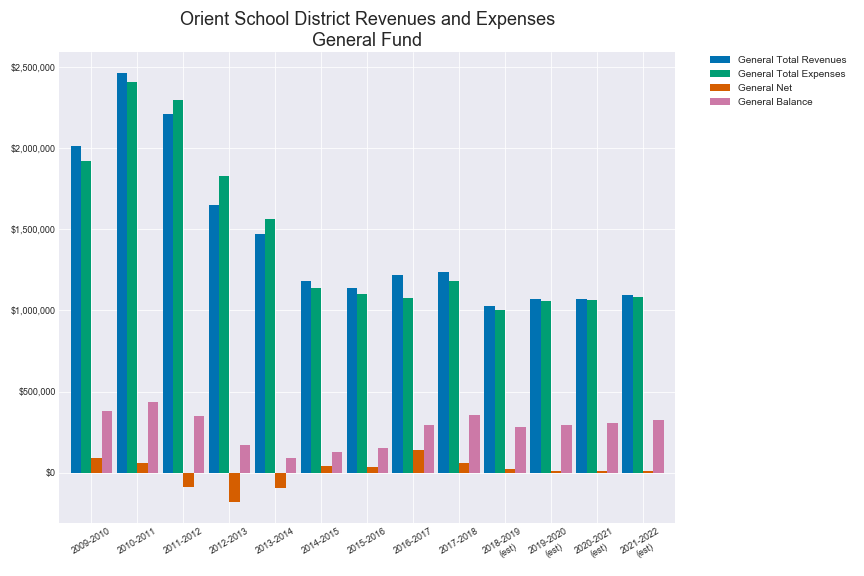 Orient School District Revenues and Expenses
General Fund
General Total Revenues
General Total Expenses
General Net
General Balance
$2,500,000
$2,000,000
$1,500,000
$1,000,000
$500,000
$0
2009-2010
2010-2011
2011-2012
2012-2013
2013-2014
2014-2015
2015-2016
2016-2017
2017-2018
2018-2019
(est)
2019-2020
(est)
2020-2021
(est)
2021-2022
(est)